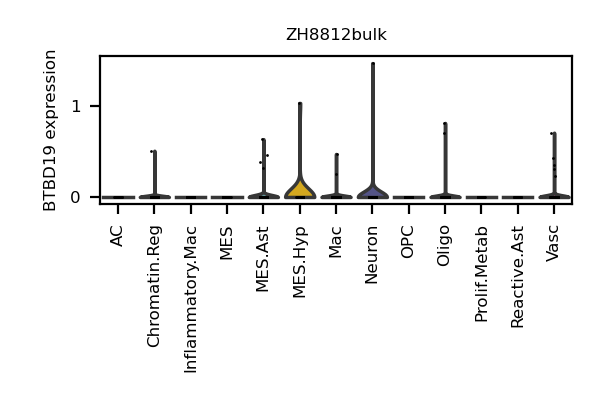 ZH8812bulk
BTBD19 expression
1
0
AC
Chromatin.Reg
Inflammatory.Mac
MES
MES.Ast
MES.Hyp
Mac
Neuron
OPC
Oligo
Prolif.Metab
Reactive.Ast
Vasc